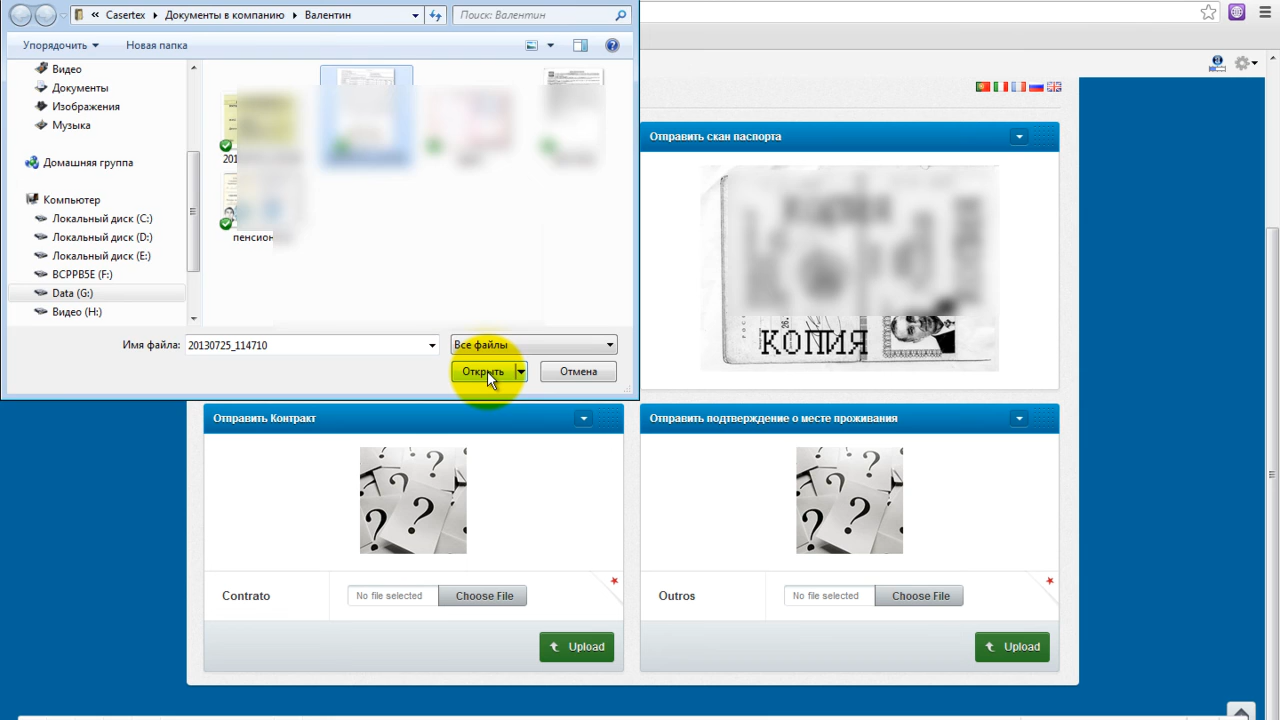 « Casertex ▸ Документы в компанию ▸ Валентин
Поиск: Валентин
Упорядочить
Новая папка
Видео
Документы
Изображения
Музыка
Домашняя группа
Компьютер
Локальный диск (C:)
Локальный диск (D:)
Локальный диск (E:)
BCPPB5E (F:)
Data (G:)
Видео (H:)
201
пенсион
Имя файла:
20130725_114710
Все файлы
Открыть
Отмена
Отправить скан паспорта
КОПИЯ
Отправить Контракт
Отправить подтверждение о месте проживания
Contrato
No file selected
Choose File
Outros
No file selected
Choose File
Upload
Upload